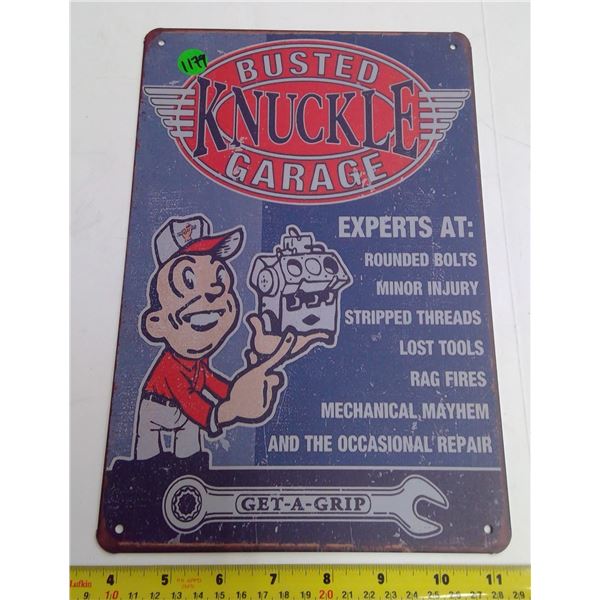 1179
BUSTED
KNUCKLE
GARAGE
EXPERTS AT:
ROUNDED BOLTS
MINOR INJURY
STRIPPED THREADS
LOST TOOLS
RAG FIRES
MECHANICAL MAYHEM
AND THE OCCASIONAL REPAIR
GET-A-GRIP
Lufkin 4 5 6 7 8 9 10 11